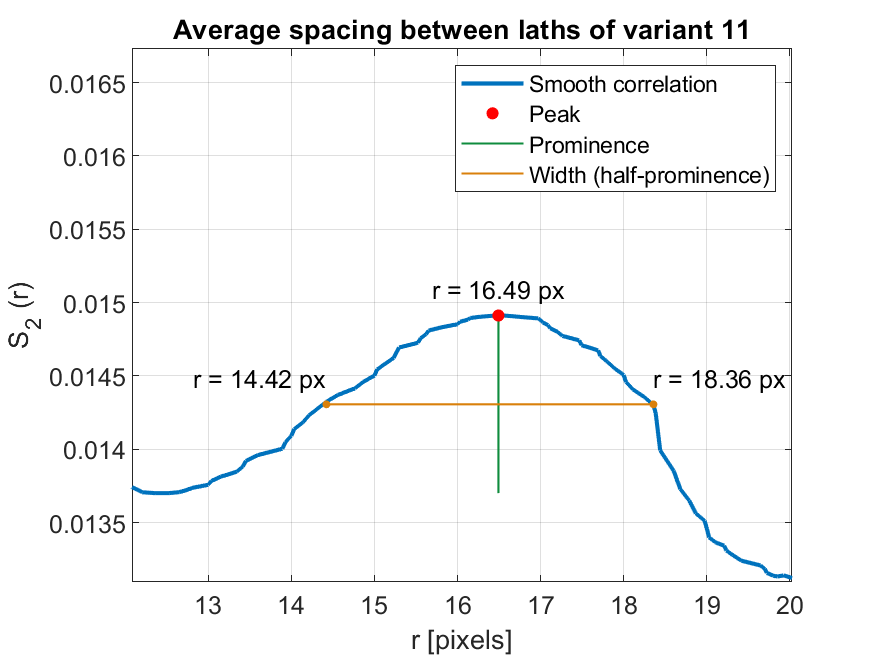 Average spacing between laths of variant 11
Smooth correlation
Peak
Prominence
Width (half-prominence)
0.0165
0.016
0.0155
0.015
0.0145
0.014
0.0135
S2 (r)
r = 16.49 px
r = 14.42 px
r = 18.36 px
13 14 15 16 17 18 19 20
r [pixels]